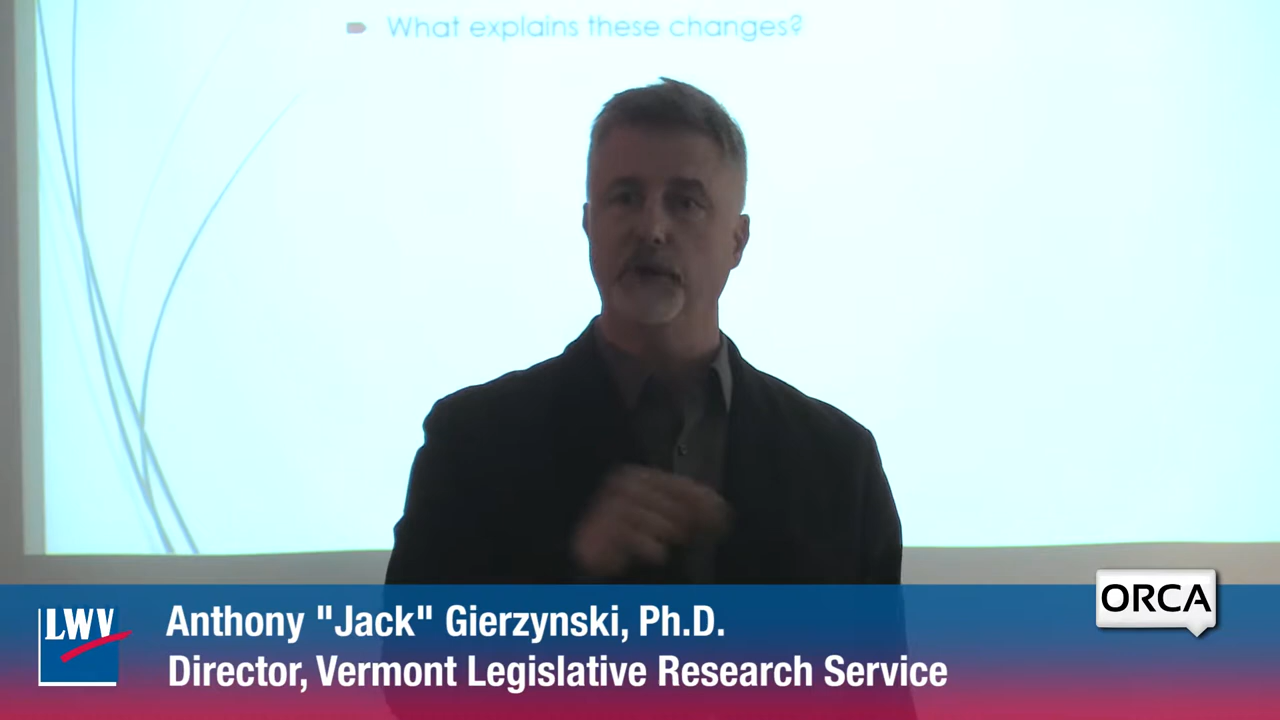 What explains these changes?
ORCA
LWV
Anthony "Jack" Gierzynski, Ph.D.
Director, Vermont Legislative Research Service